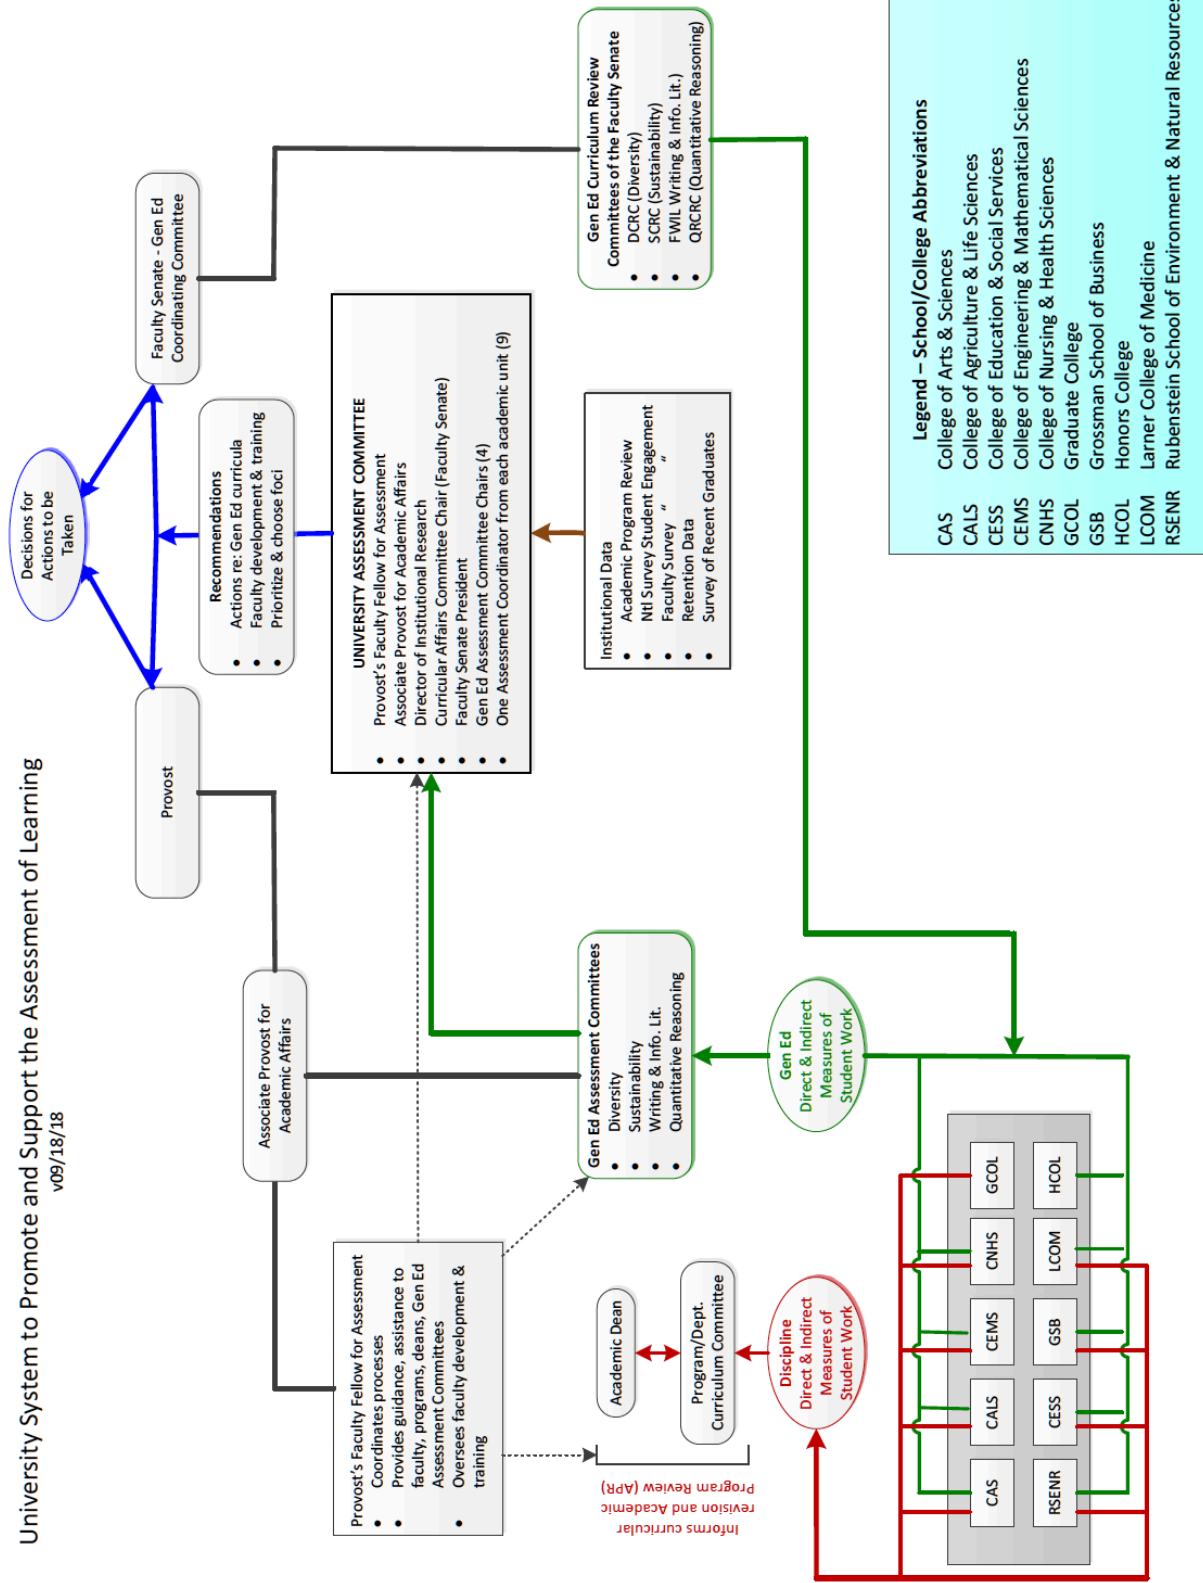 University System to Promote and Support the Assessment of Learning
v09/18/18
Decisions for
Actions to be
Taken
Provost
Faculty Senate - Gen Ed
Coordinating Committee
Recommendations
• Actions re: Gen Ed curricula
• Faculty development & training
• Prioritize & choose foci
Associate Provost for
Academic Affairs
Provost's Faculty Fellow for Assessment
• Coordinates processes
• Provides guidance, assistance to
faculty, programs, deans, Gen Ed
Assessment Committees
• Oversees faculty development &
training
UNIVERSITY ASSESSMENT COMMITTEE
• Provost's Faculty Fellow for Assessment
• Associate Provost for Academic Affairs
• Director of Institutional Research
• Curricular Affairs Committee Chair (Faculty Senate)
• Faculty Senate President
• Gen Ed Assessment Committee Chairs (4)
• One Assessment Coordinator from each academic unit (9)
Informs curricular
revision and Academic
Program Review (APR)
Academic Dean
Program/Dept.
Curriculum Committee
Gen Ed Assessment Committees
• Diversity
• Sustainability
• Writing & Info. Lit.
• Quantitative Reasoning
Institutional Data
• Academic Program Review
• Ntl Survey Student Engagement
• Faculty Survey “ “
• Retention Data
• Survey of Recent Graduates
Gen Ed Curriculum Review
Committees of the Faculty Senate
• DCRC (Diversity)
• SCRC (Sustainability)
• FWIL Writing & Info. Lit.)
• QRCRC (Quantitative Reasoning)
Discipline
Direct & Indirect
Measures of
Student Work
Gen Ed
Direct & Indirect
Measures of
Student Work
CAS
CALS
CEMS
CNHS
GCOL
RSENR
CESS
GSB
LCOM
HCOL
Legend – School/College Abbreviations
CAS College of Arts & Sciences
CALS College of Agriculture & Life Sciences
CESS College of Education & Social Services
CEMS College of Engineering & Mathematical Sciences
CNHS College of Nursing & Health Sciences
GCOL Graduate College
GSB Grossman School of Business
HCOL Honors College
LCOM Larner College of Medicine
RSENR Rubenstein School of Environment & Natural Resources